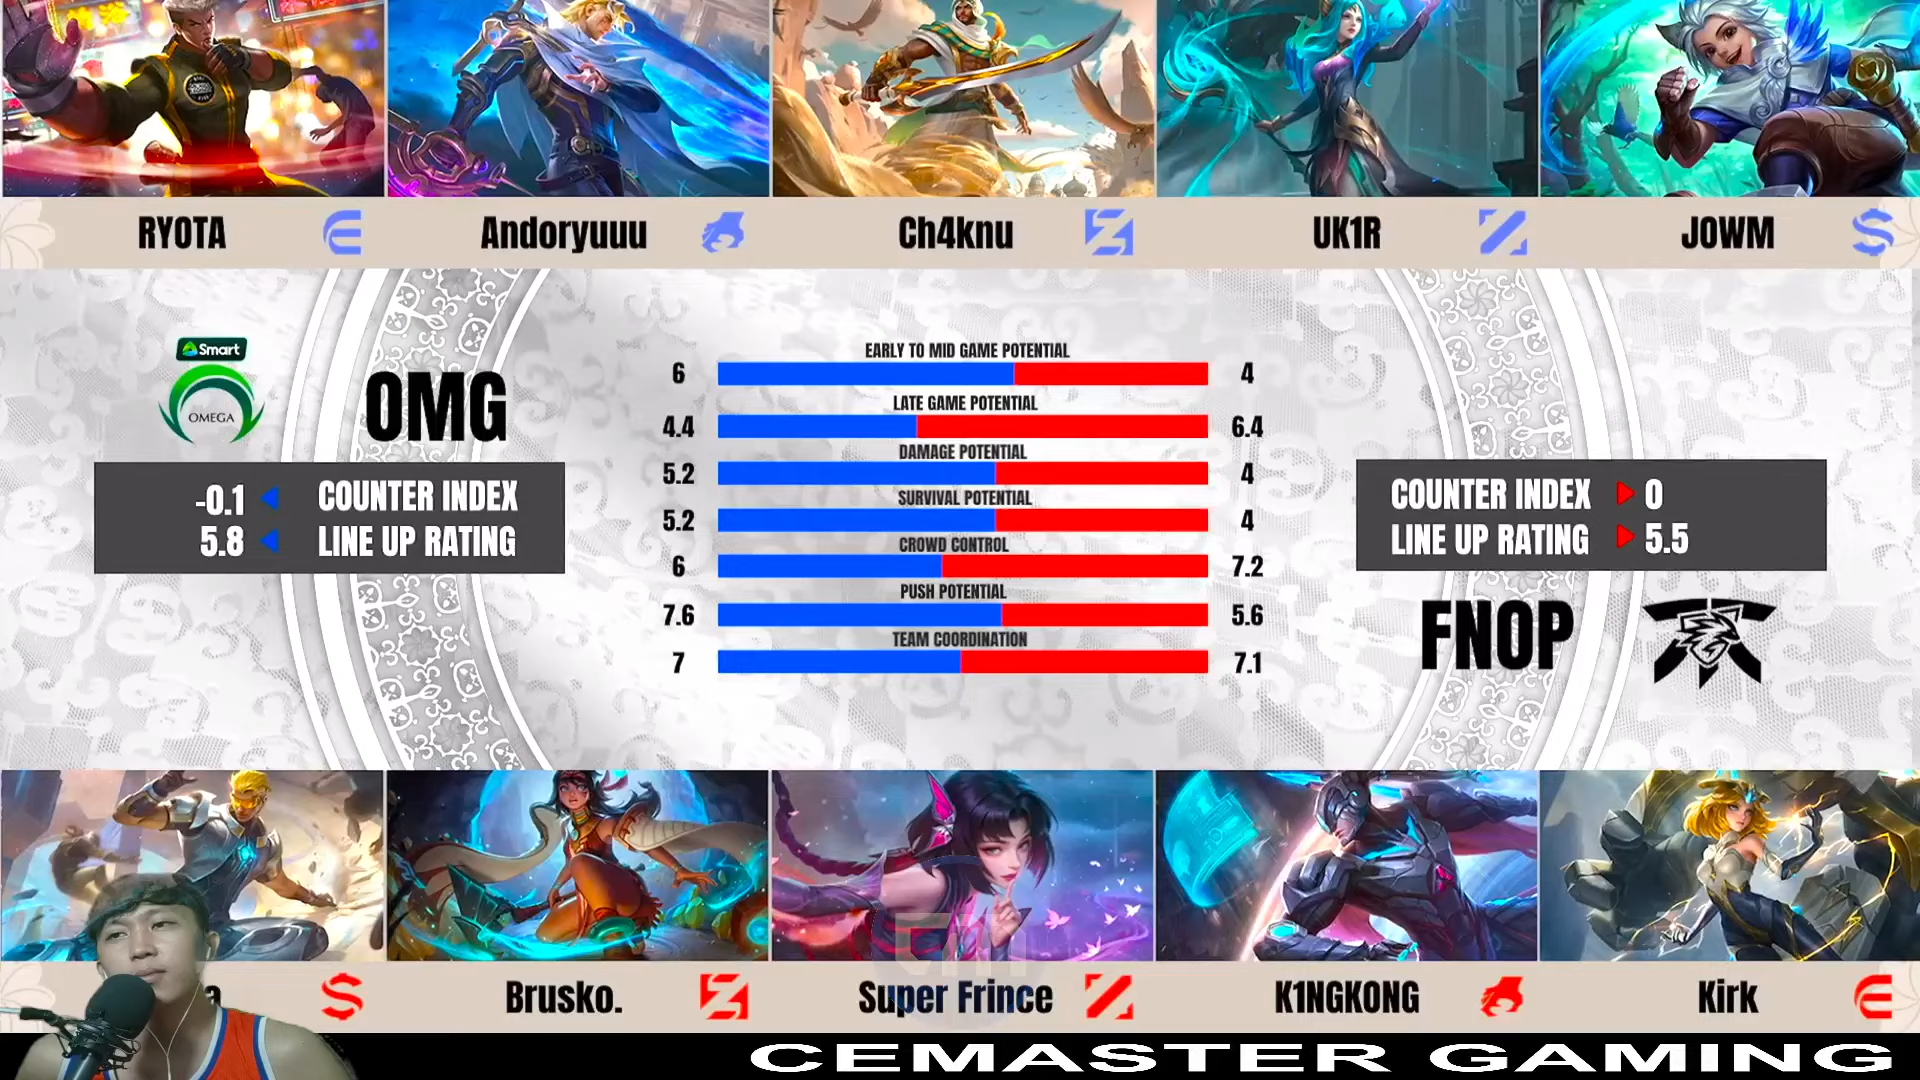 RYOTA
Andoryuuu
Ch4knu
UK1R
JOWM
Smart
OMEGA
OMG
-0.1 COUNTER INDEX
5.8 LINE UP RATING
EARLY TO MID GAME POTENTIAL
6 4
LATE GAME POTENTIAL
4.4 6.4
DAMAGE POTENTIAL
5.2 4
SURVIVAL POTENTIAL
5.2 4
CROWD CONTROL
6 7.2
PUSH POTENTIAL
7.6 5.6
TEAM COORDINATION
7 7.1
COUNTER INDEX 0
LINE UP RATING 5.5
FNOP
Brusko.
Super Frince
K1NGKONG
Kirk
CEMASTER GAMING